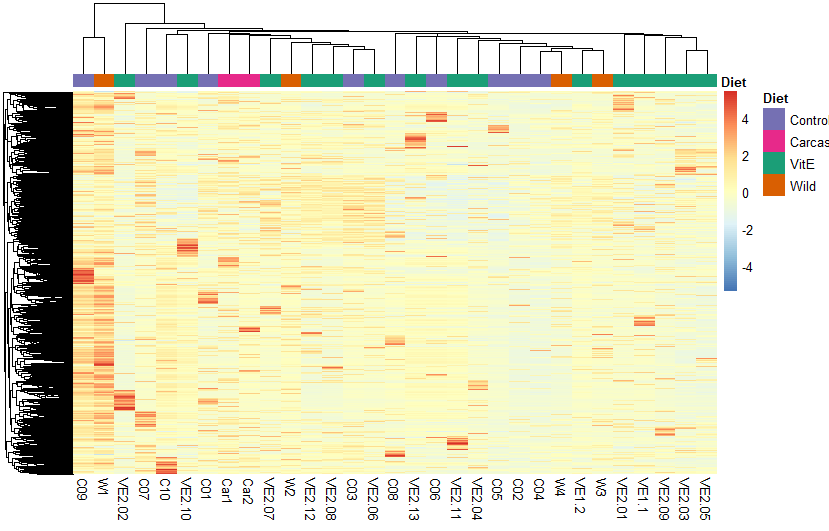 Diet
4
2
0
-2
-4
Diet
Control
Carcas
VitE
Wild
C09
W1
VE2.02
C07
C10
VE2.10
C01
Car1
Car2
VE2.07
W2
VE2.12
VE2.08
C03
VE2.06
C08
VE2.13
C06
VE2.11
VE2.04
C05
C02
C04
W4
VE1.2
W3
VE2.01
VE1.1
VE2.09
VE2.03
VE2.05